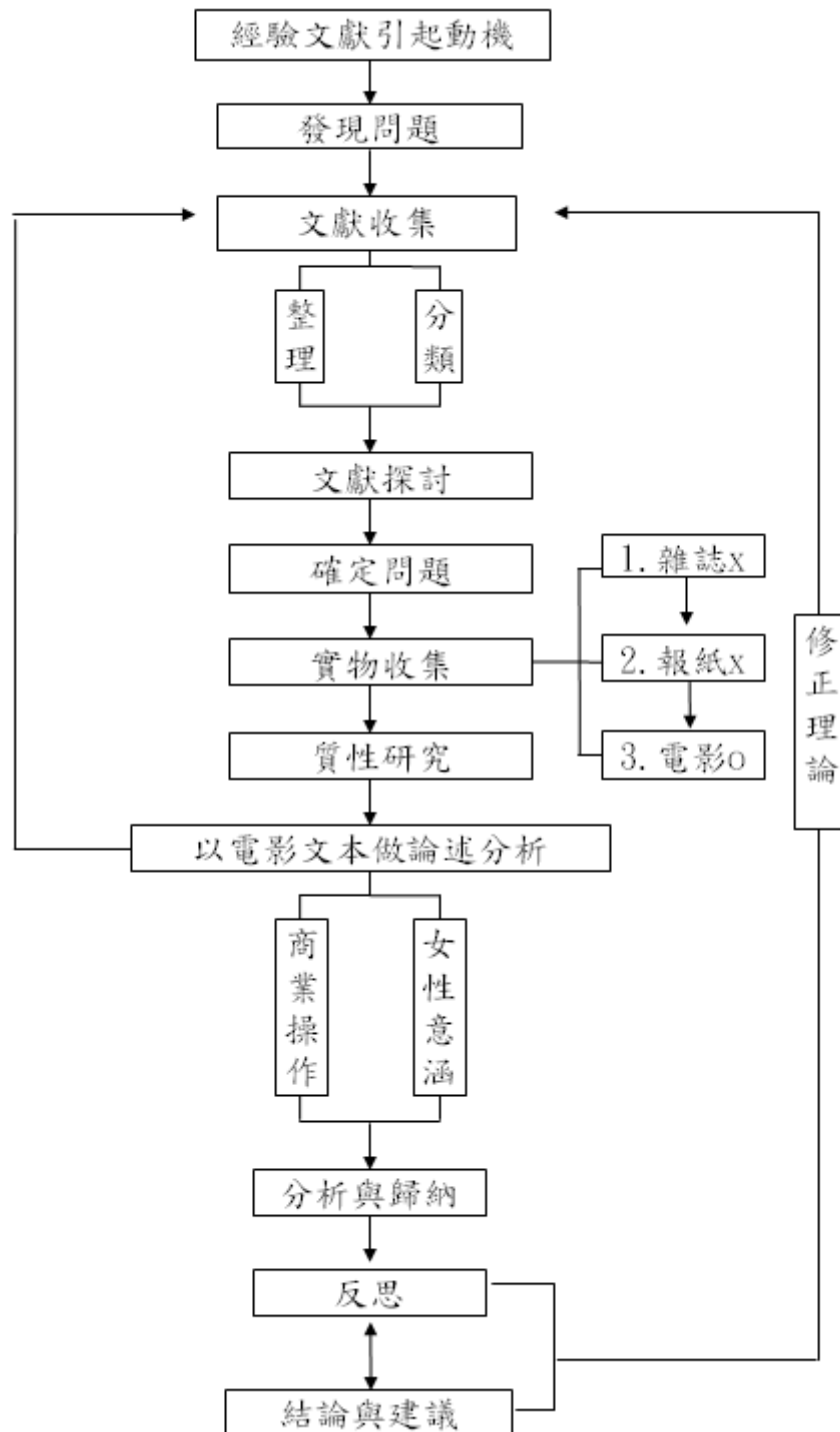 經驗文獻引起動機
發現問題
文獻收集
整理
分類
文獻探討
確定問題
實物收集
1.雜誌x
2.報紙x
3.電影o
修正理論
質性研究
以電影文本做論述分析
商業操作
女性意涵
分析與歸納
反思
結論與建議